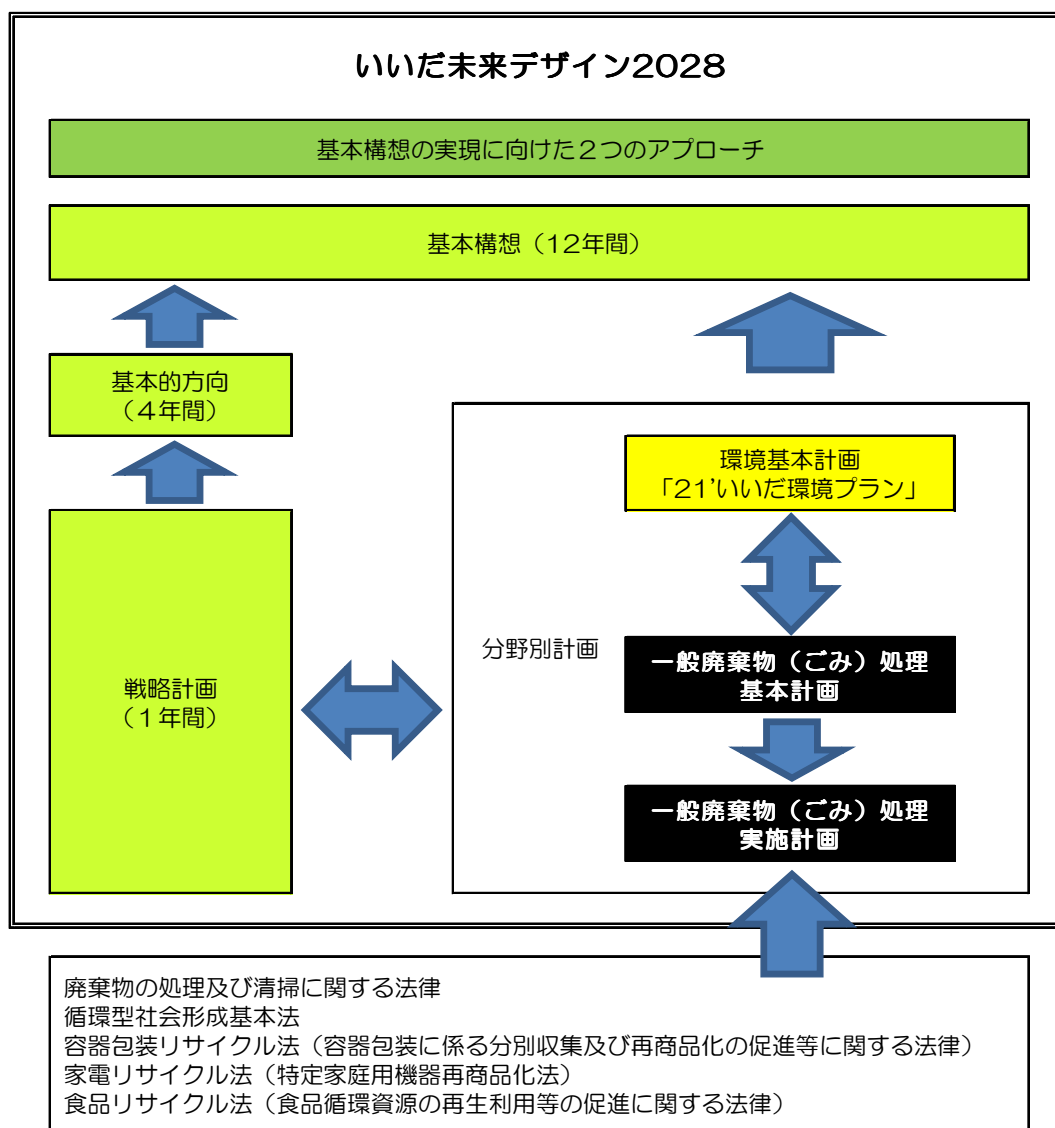 いいだ未来デザイン2028
基本構想の実現に向けた２つのアプローチ
基本構想（12年間）
基本的方向
（４年間）
戦略計画
（１年間）
分野別計画
環境基本計画
「21’いいだ環境プラン」
一般廃棄物（ごみ）処理
基本計画
一般廃棄物（ごみ）処理
実施計画
廃棄物の処理及び清掃に関する法律
循環型社会形成基本法
容器包装リサイクル法（容器包装に係る分別収集及び再商品化の促進等に関する法律）
家電リサイクル法（特定家庭用機器再商品化法）
食品リサイクル法（食品循環資源の再生利用等の促進に関する法律）